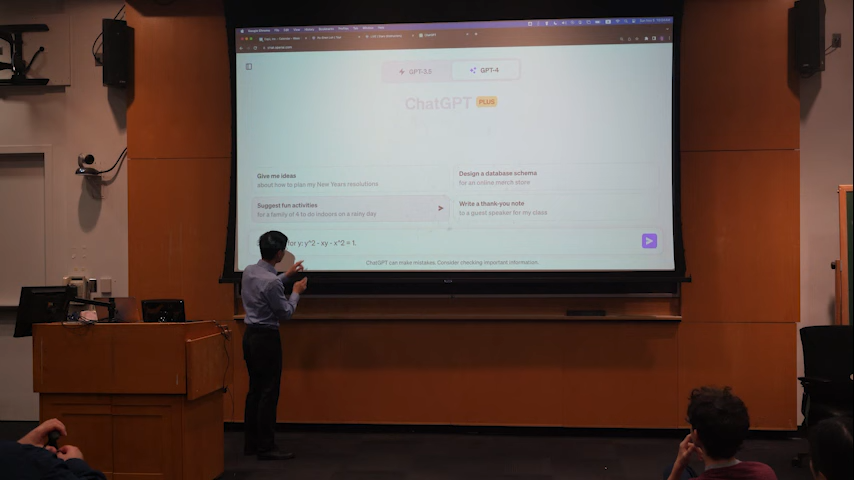 GPT-3.5
GPT-4
ChatGPT PLUS
Give me ideas
about how to plan my New Years resolutions
Design a database schema
for an online merch store
Suggest fun activities
for a family of 4 to do indoors on a rainy day
Write a thank-you note
to a guest speaker for my class
for y: y^2 - xy - x^2 = 1.
ChatGPT can make mistakes. Consider checking important information.